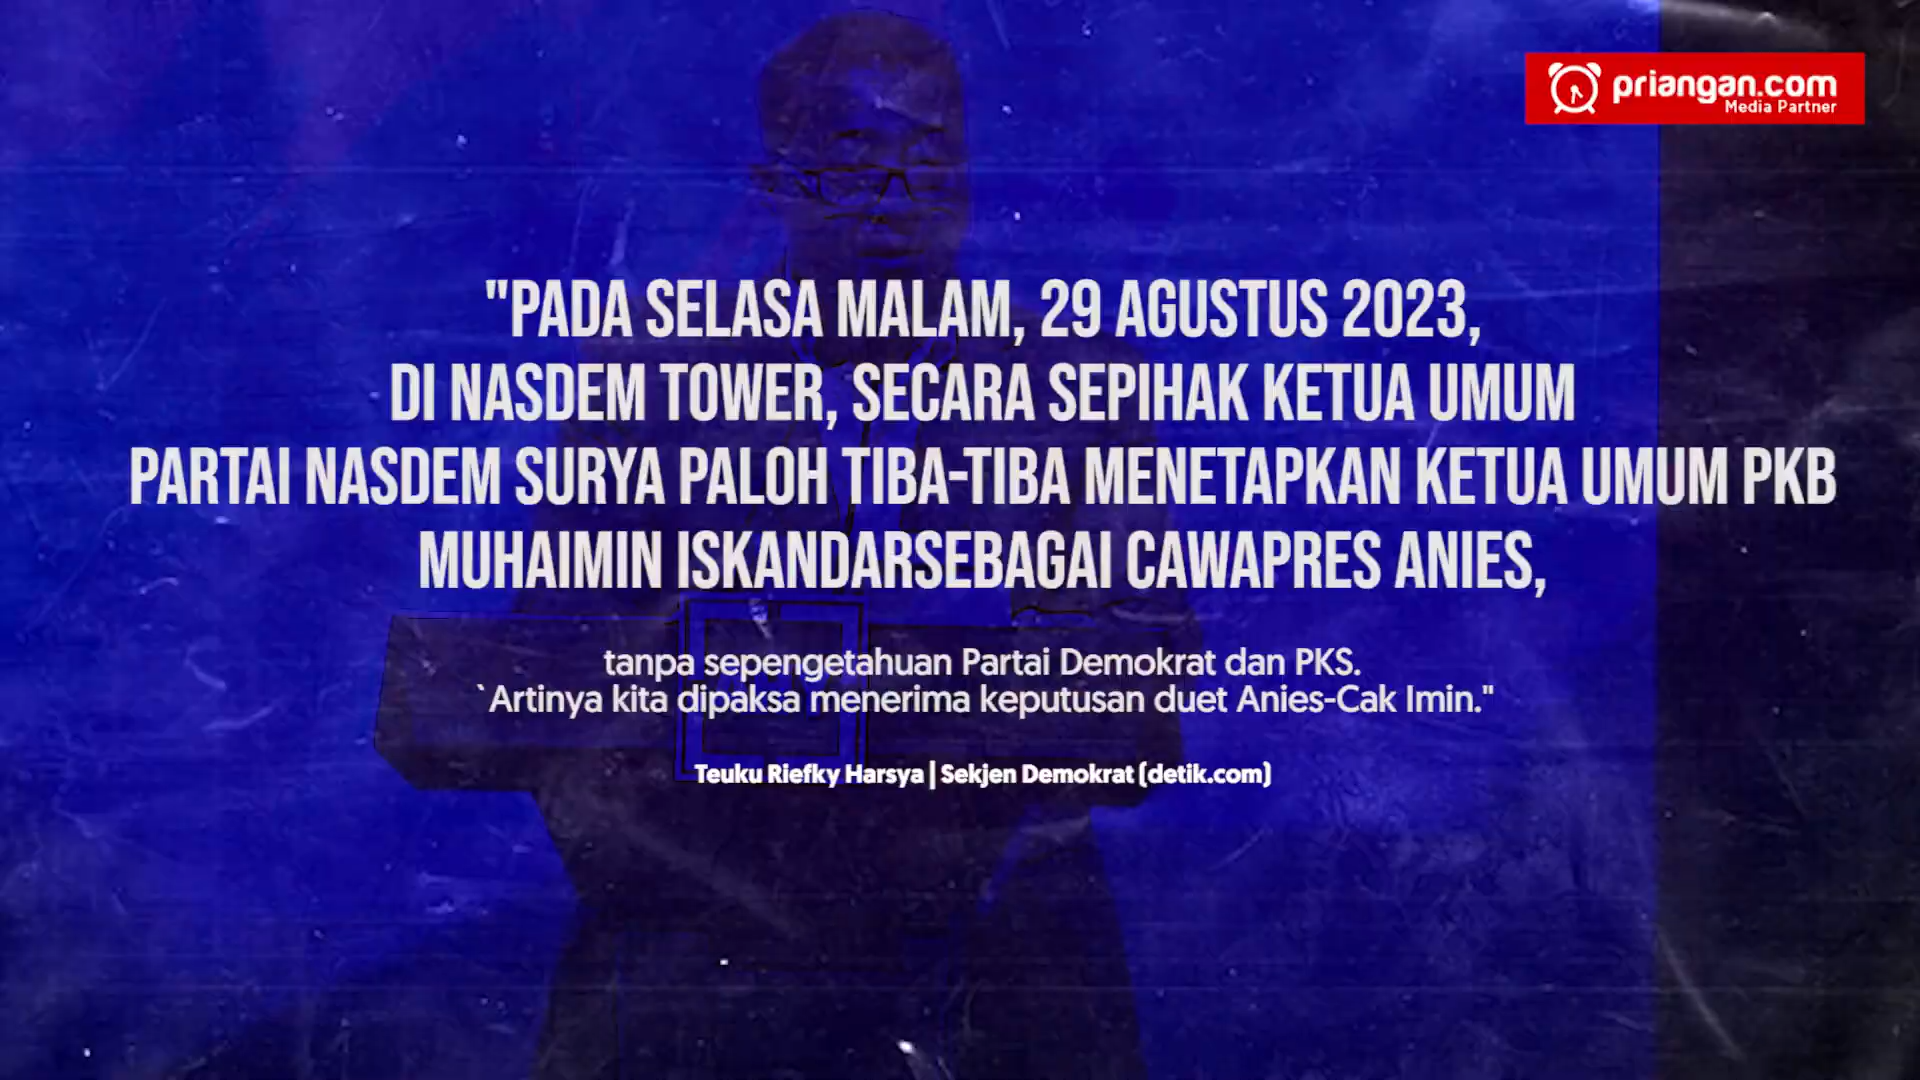 priangan.com
Media Partner
"PADA SELASA MALAM, 29 AGUSTUS 2023,
DI NASDEM TOWER, SECARA SEPIHAK KETUA UMUM
PARTAI NASDEM SURYA PALOH TIBA-TIBA MENETAPKAN KETUA UMUM PKB
MUHAIMIN ISKANDARSEBAGAI CAWAPRES ANIES,
tanpa sepengetahuan Partai Demokrat dan PKS.
`Artinya kita dipaksa menerima keputusan duet Anies-Cak Imin."
Teuku Riefky Harsya | Sekjen Demokrat (detik.com)